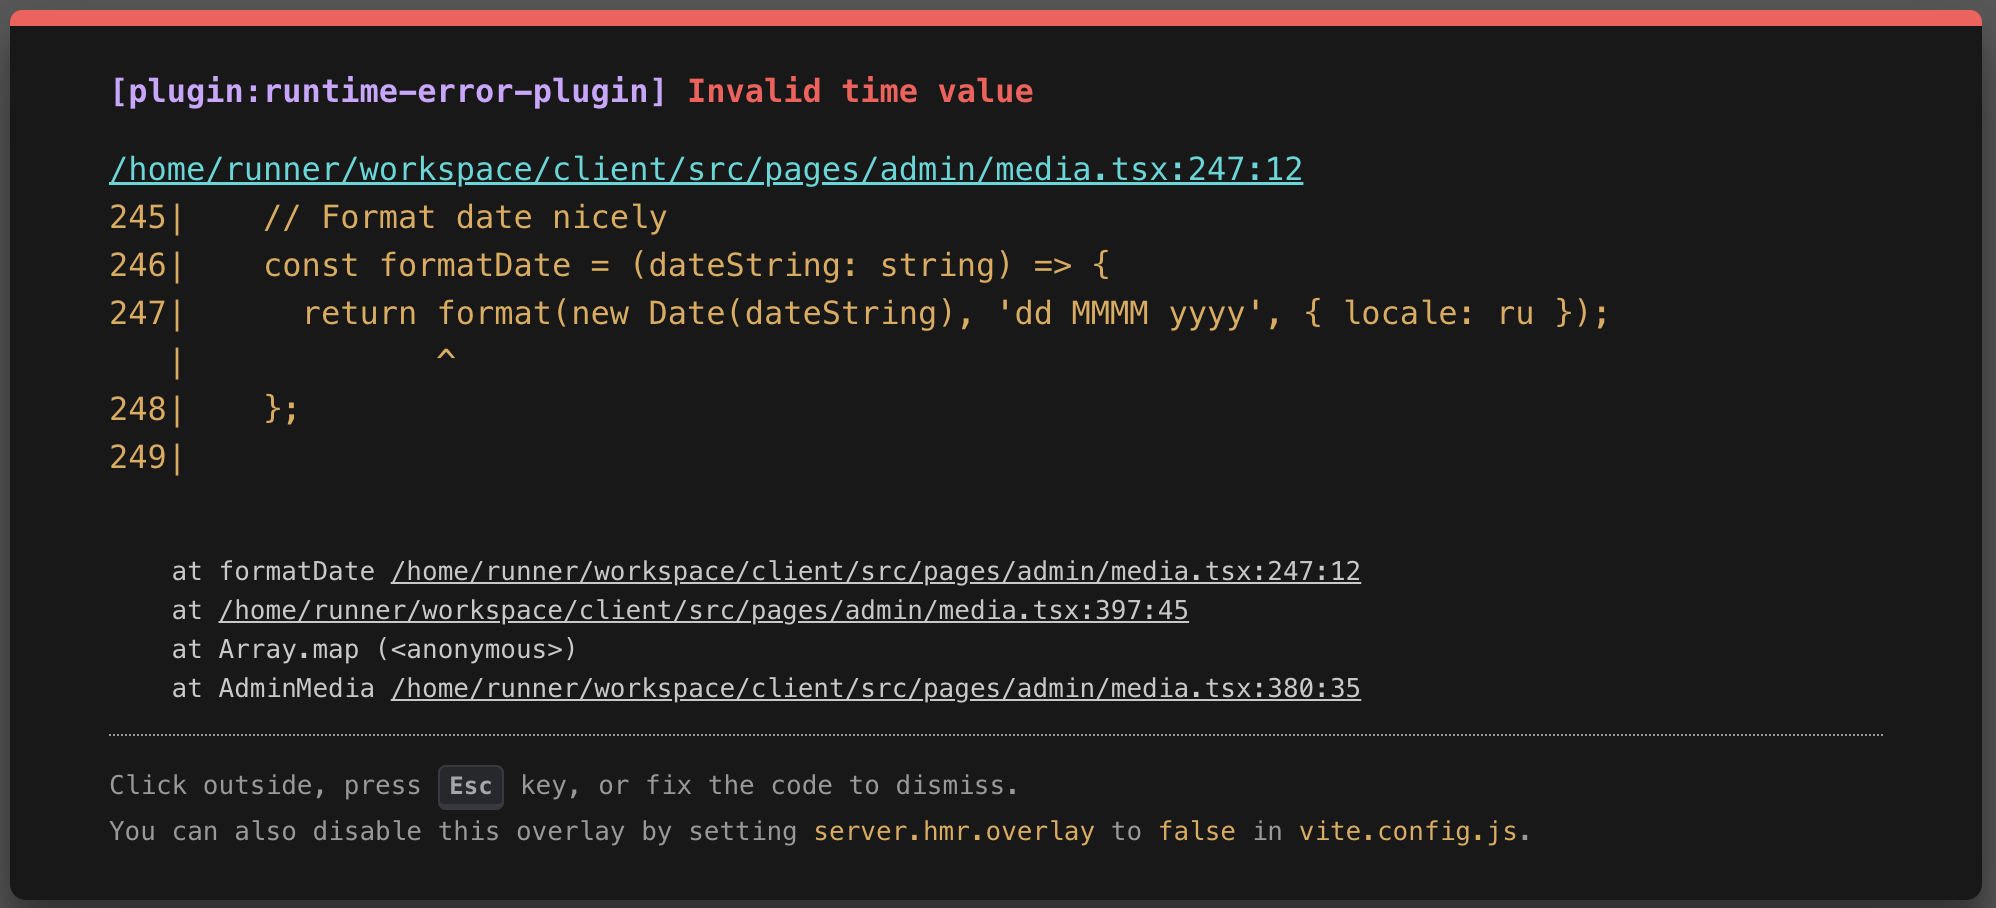 [plugin:runtime-error-plugin] Invalid time value
/home/runner/workspace/client/src/pages/admin/media.tsx:247:12
245|    // Format date nicely
246|    const formatDate = (dateString: string) => {
247|      return format(new Date(dateString), 'dd MMMM yyyy', { locale: ru });
   |             ^
248|    };
249|
at formatDate /home/runner/workspace/client/src/pages/admin/media.tsx:247:12
at /home/runner/workspace/client/src/pages/admin/media.tsx:397:45
at Array.map (<anonymous>)
at AdminMedia /home/runner/workspace/client/src/pages/admin/media.tsx:380:35
Click outside, press Esc key, or fix the code to dismiss.
You can also disable this overlay by setting server.hmr.overlay to false in vite.config.js.